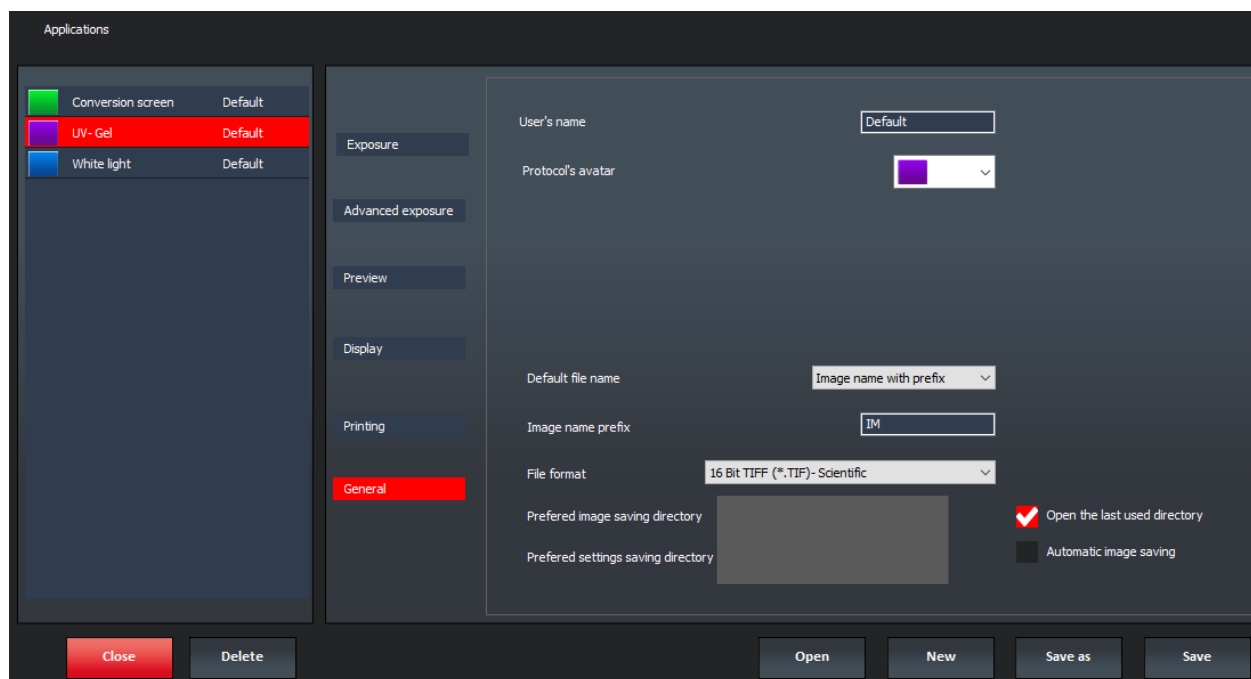 Applications
Conversion screen Default
UV- Gel Default
White light Default
Exposure
Advanced exposure
Preview
Display
Printing
General
User's name Default
Protocol's avatar
Default file name Image name with prefix
Image name prefix IM
File format 16 Bit TIFF (*.TIF)- Scientific
Prefered image saving directory Open the last used directory
Prefered settings saving directory Automatic image saving
Close Delete Open New Save as Save